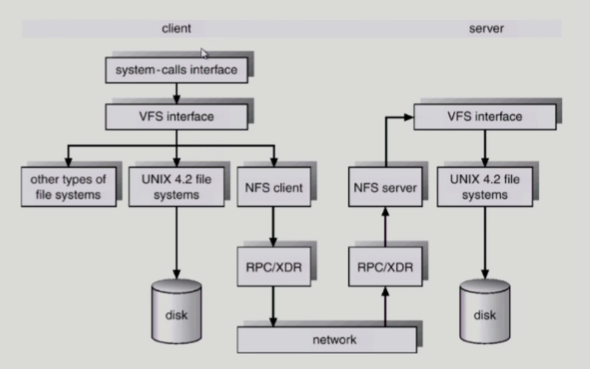 client
server
system-calls interface
VFS interface
VFS interface
other types of
file systems
UNIX 4.2 file
systems
NFS client
NFS server
UNIX 4.2 file
systems
RPC/XDR
RPC/XDR
disk
disk
network